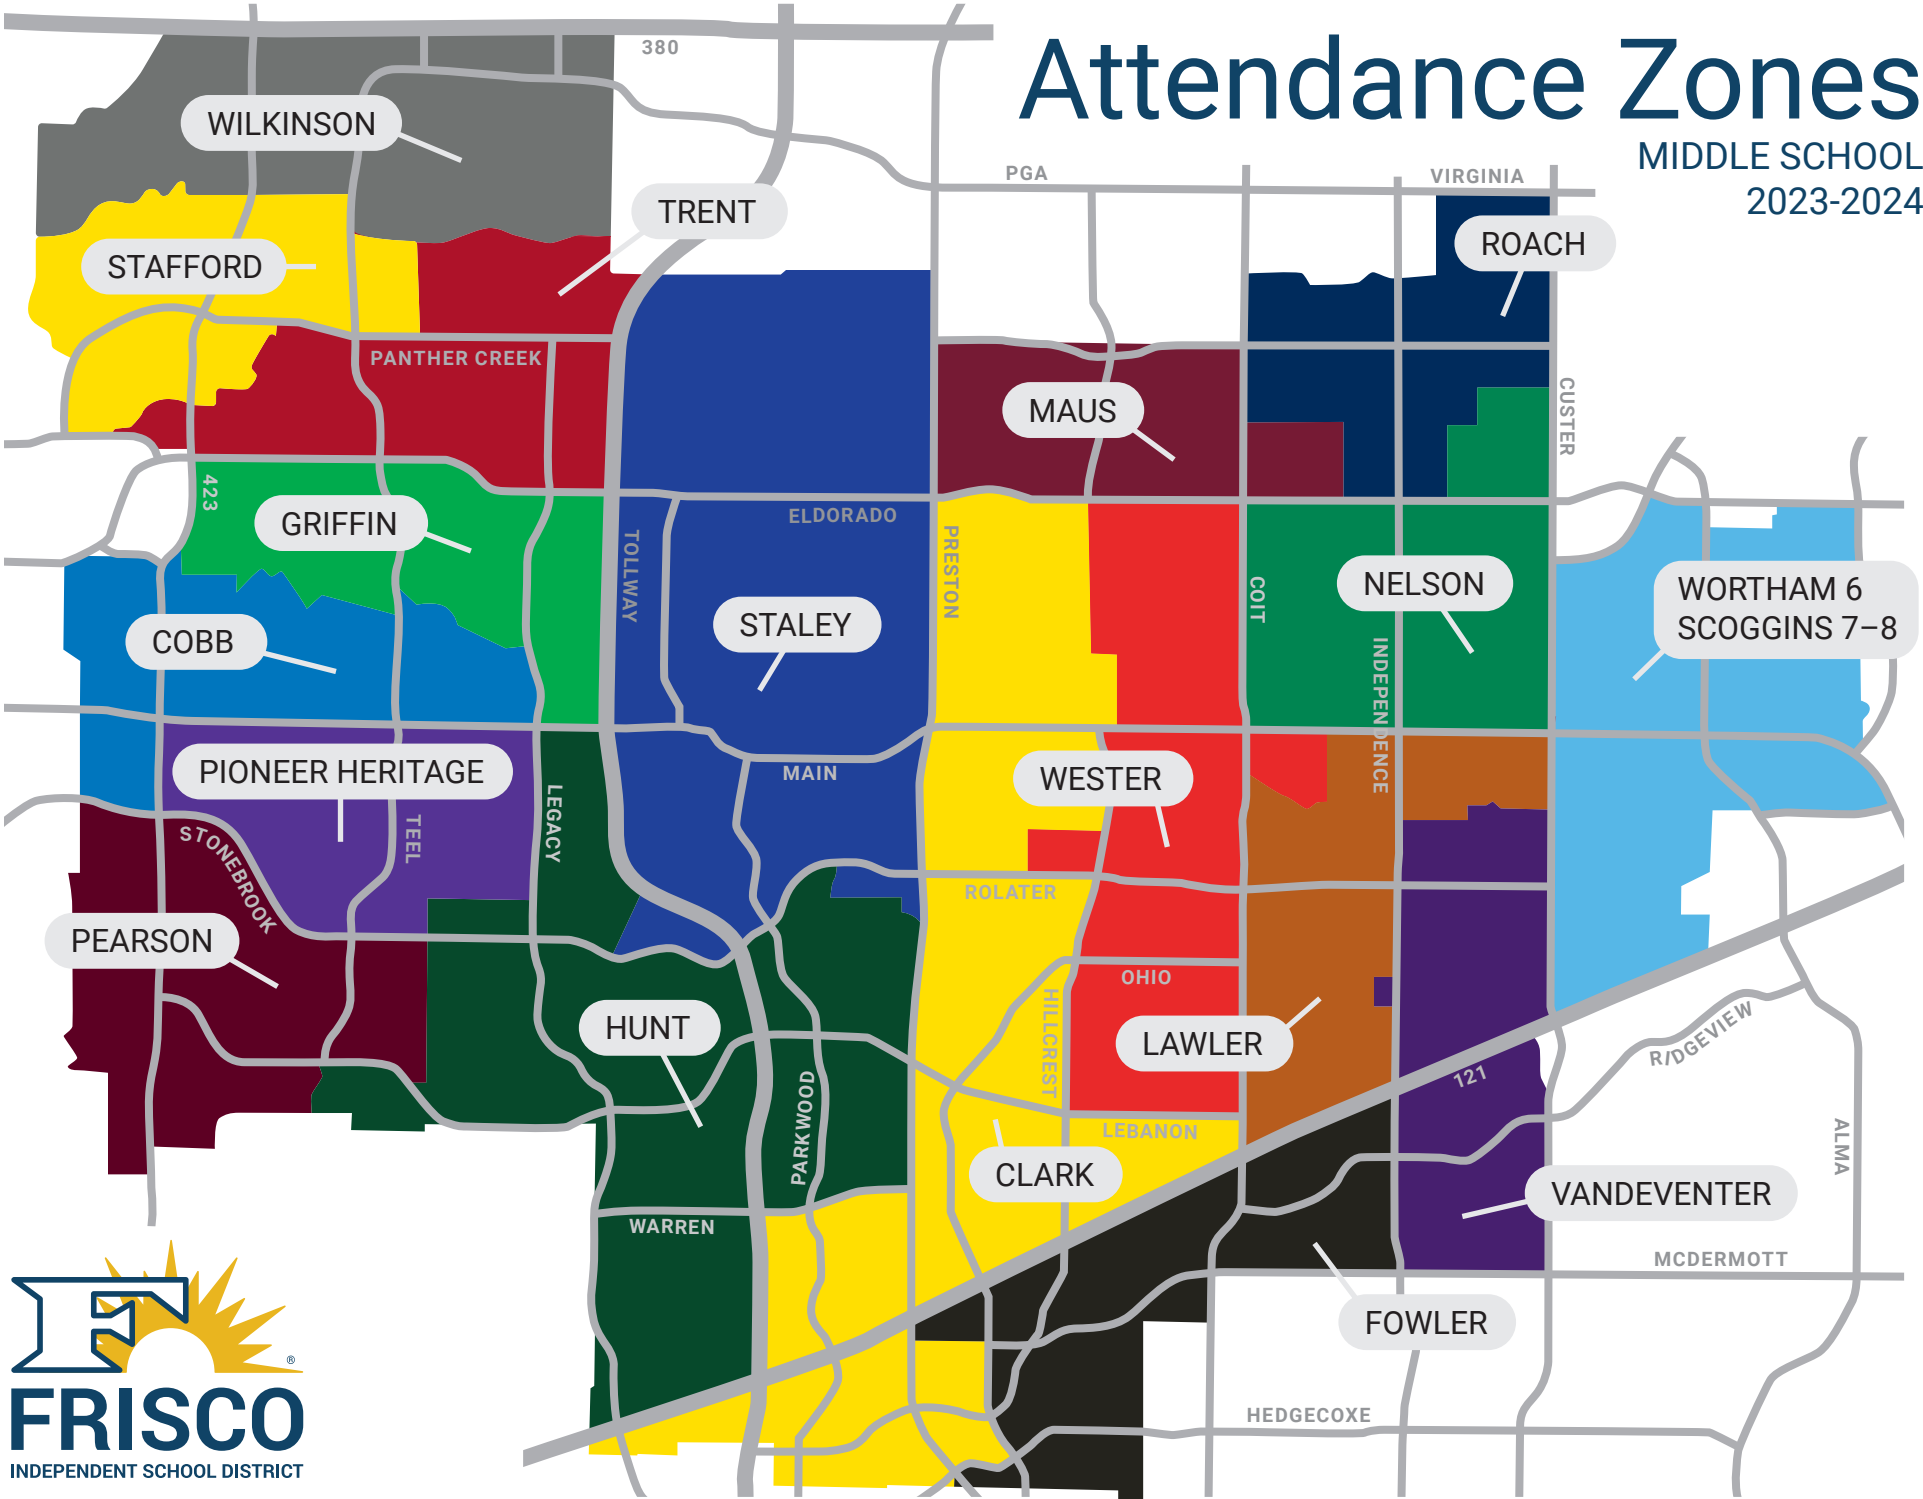 Attendance Zones
MIDDLE SCHOOL
2023-2024
380
WILKINSON
PGA
VIRGINIA
TRENT
ROACH
STAFFORD
PANTHER CREEK
MAUS
CUSTER
423
GRIFFIN
ELDORADO
TOLLWAY
PRESTON
COIT
NELSON
WORTHAM 6
SCOGGINS 7–8
COBB
STALEY
INDEPENDENCE
PIONEER HERITAGE
MAIN
WESTER
LEGACY
TEEL
STONEBROOK
ROLATER
PEARSON
OHIO
HILLCREST
HUNT
LAWLER
RIDGEVIEW
121
PARKWOOD
LEBANON
ALMA
CLARK
VANDEVENTER
WARREN
MCDERMOTT
FOWLER
HEDGECOXE
F
®
FRISCO
INDEPENDENT SCHOOL DISTRICT